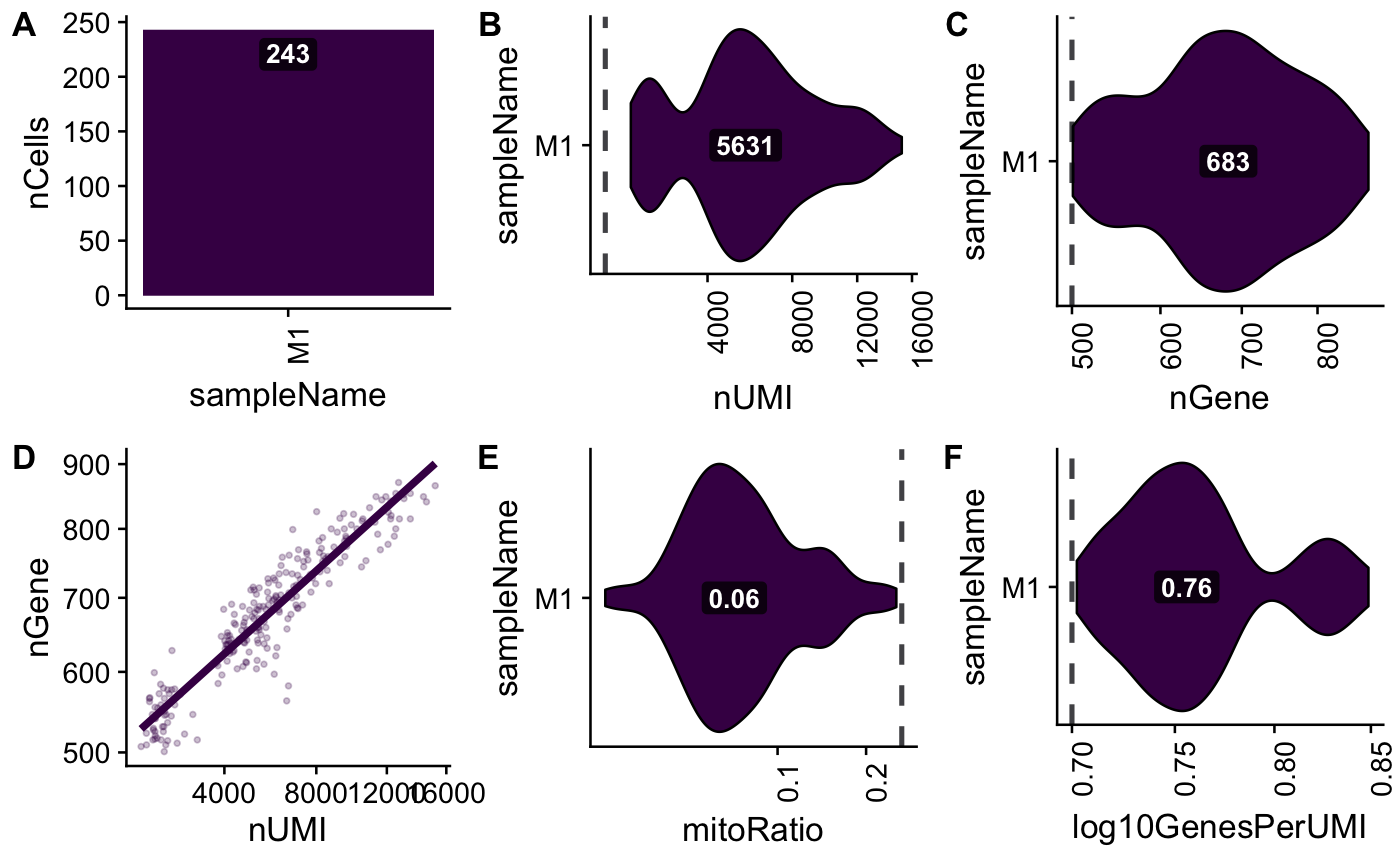 A
nCells
250
200
150
100
50
0
243
M1
sampleName
B
sampleName
M1
5631
4000
8000
12000
16000
nUMI
C
sampleName
M1
683
500
600
700
800
nGene
D
nGene
900
800
700
600
500
4000
8000
12000
16000
nUMI
E
sampleName
M1
0.06
0.1
0.2
mitoRatio
F
sampleName
M1
0.76
0.70
0.75
0.80
0.85
log10GenesPerUMI